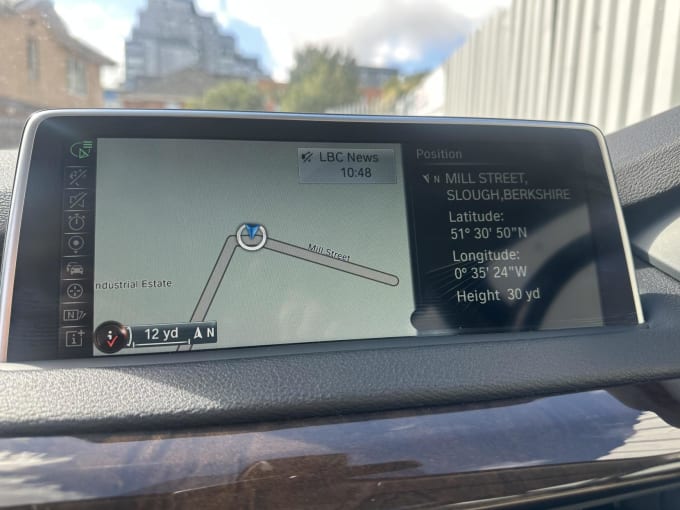 LBC News
10:48
Position
N MILL STREET,
SLOUGH,BERKSHIRE
Latitude:
51° 30' 50"N
Longitude:
0° 35' 24"W
Height 30 yd
Mill Street
ndustrial Estate
12 yd N
N
i+